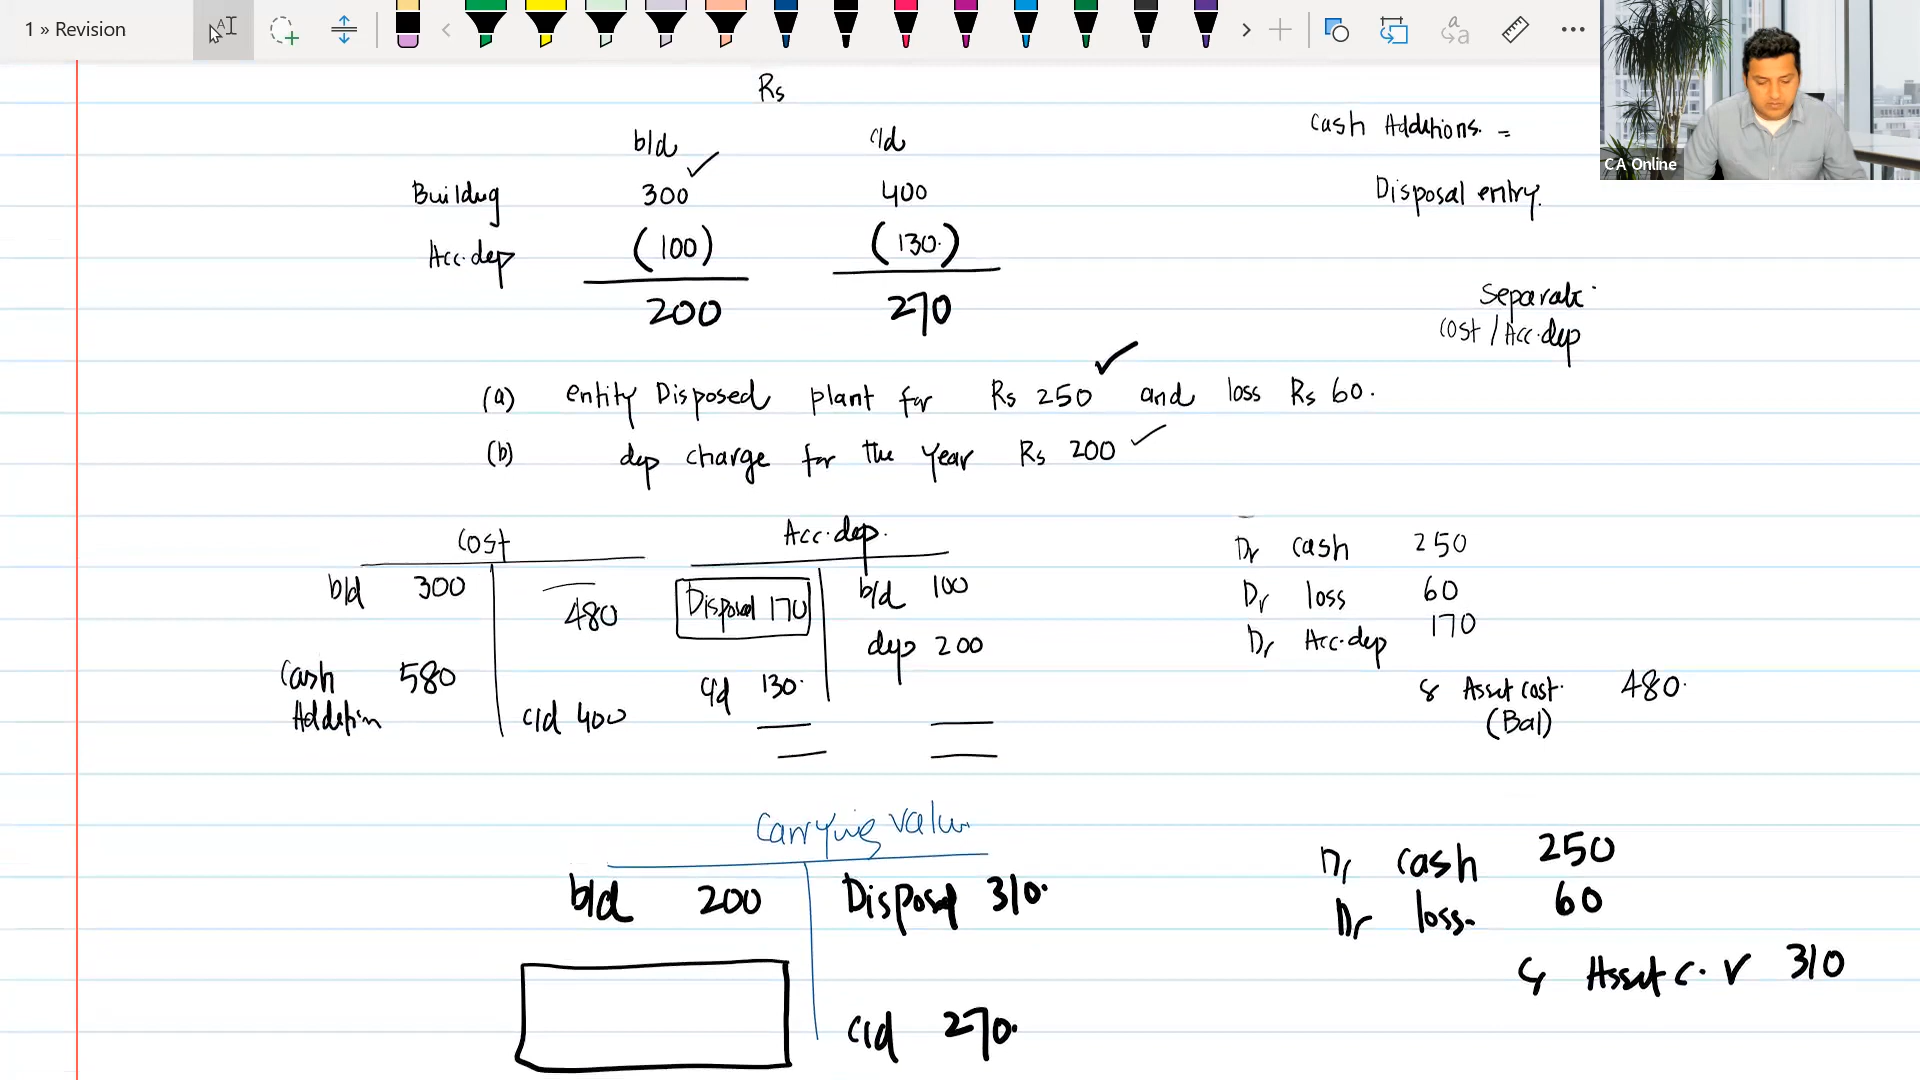 1 » Revision
C A Online
Rs
b/d c/d
Building 300 400
Acc.dep (100) (130.)
200 270
Cash Additions. =
Disposal entry.
Separate
Cost / Acc.dep
(a) entity Disposed plant for Rs 250 and loss Rs 60.
(b) dep charge for the year Rs 200
Cost
b/d 300 480
Cash 580
Addition c/d 400
Acc.dep.
Disposal 170 b/d 100
dep 200
c/d 130.
Dr Cash 250
Dr loss 60
Dr Acc.dep 170
Cr Asset cost. 480.
(Bal)
Carrying value
b/d 200 Disposal 310.
c/d 270.
Dr Cash 250
Dr loss. 60
Cr Asset C.V 310